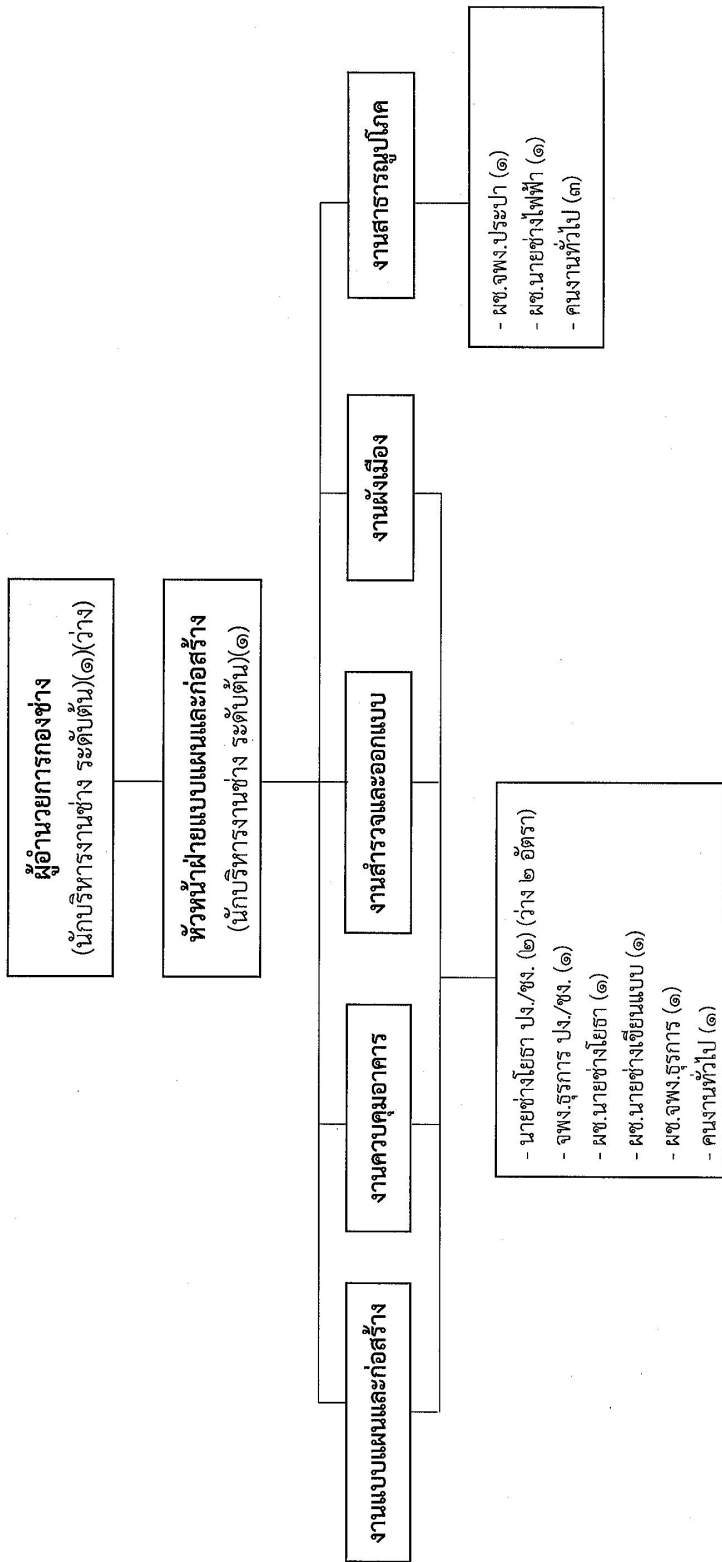 ผู้อำนวยการกองช่าง
(นักบริหารงานช่าง ระดับต้น)(๑)(ว่าง)
หัวหน้าฝ่ายแบบแผนและก่อสร้าง
(นักบริหารงานช่าง ระดับต้น)(๑)
งานแบบแผนและก่อสร้าง
งานควบคุมอาคาร
งานสำรวจและออกแบบ
งานผังเมือง
งานสาธารณูปโภค
- นายช่างโยธา ปง./ชง. (๒) (ว่าง ๒ อัตรา)
- จพง.ธุรการ ปง./ชง. (๑)
- ผช.นายช่างโยธา (๑)
- ผช.นายช่างเขียนแบบ (๑)
- ผช.จพง.ธุรการ (๑)
- คนงานทั่วไป (๑)
- ผช.จพง.ประปา (๑)
- ผช.นายช่างไฟฟ้า (๑)
- คนงานทั่วไป (๓)